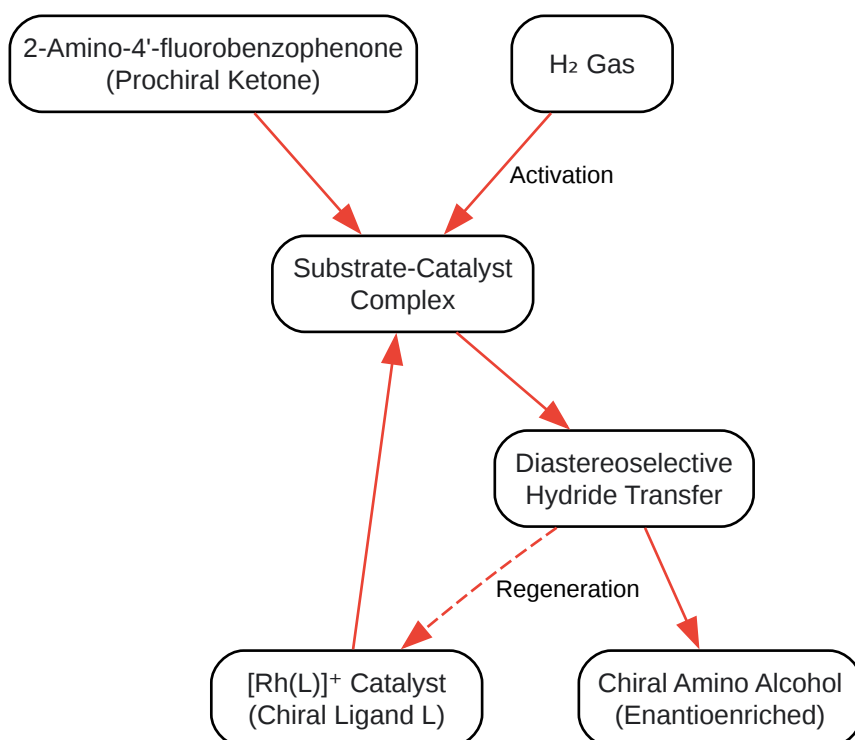 2-Amino-4'-fluorobenzophenone
(Prochiral Ketone)
H₂ Gas
Activation
Substrate-Catalyst
Complex
Diastereoselective
Hydride Transfer
Regeneration
[Rh(L)]⁺ Catalyst
(Chiral Ligand L)
Chiral Amino Alcohol
(Enantioenriched)